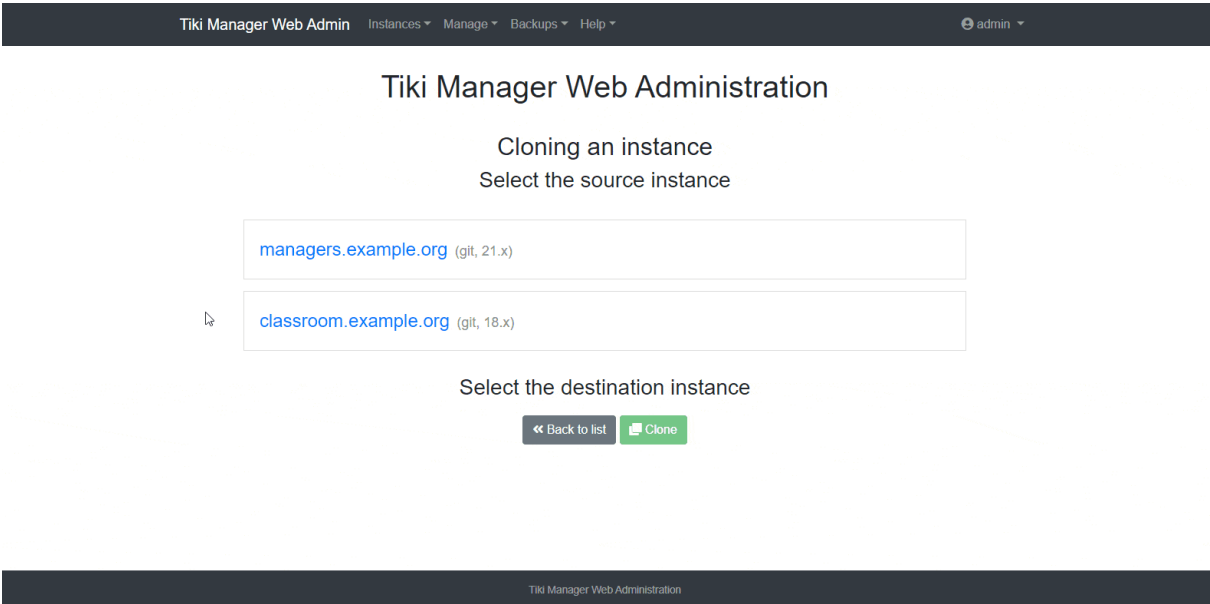 Tiki Manager Web Admin Instances Manage Backups Help admin
Tiki Manager Web Administration
Cloning an instance
Select the source instance
managers.example.org (git, 21.x)
classroom.example.org (git, 18.x)
Select the destination instance
Back to list Clone
Tiki Manager Web Administration